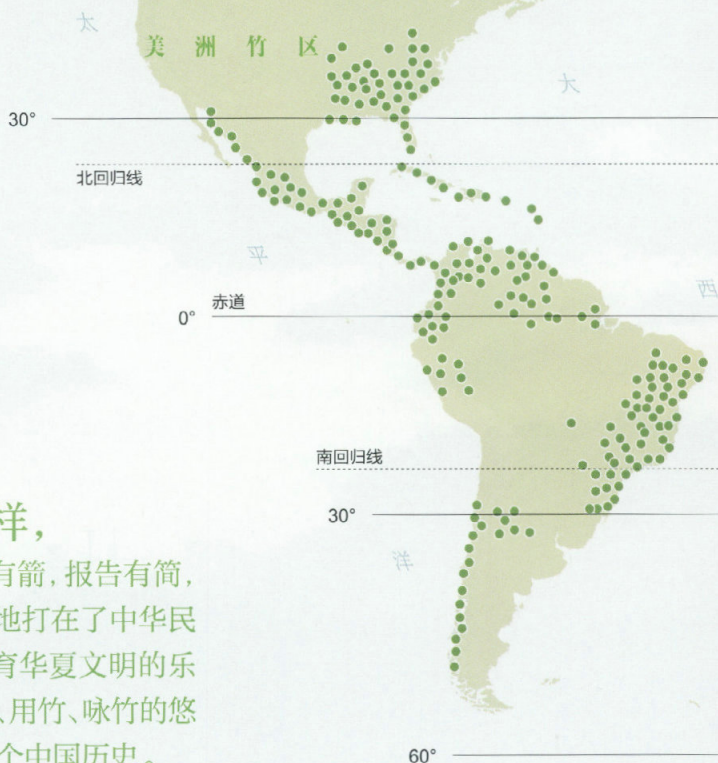 太
美洲竹区
大
30°
北回归线
平
西
赤道
0°
南回归线
30°
洋
样，
有箭，报告有简，
地打在了中华民
育华夏文明的乐
、用竹、咏竹的悠
个中国历史。
60°